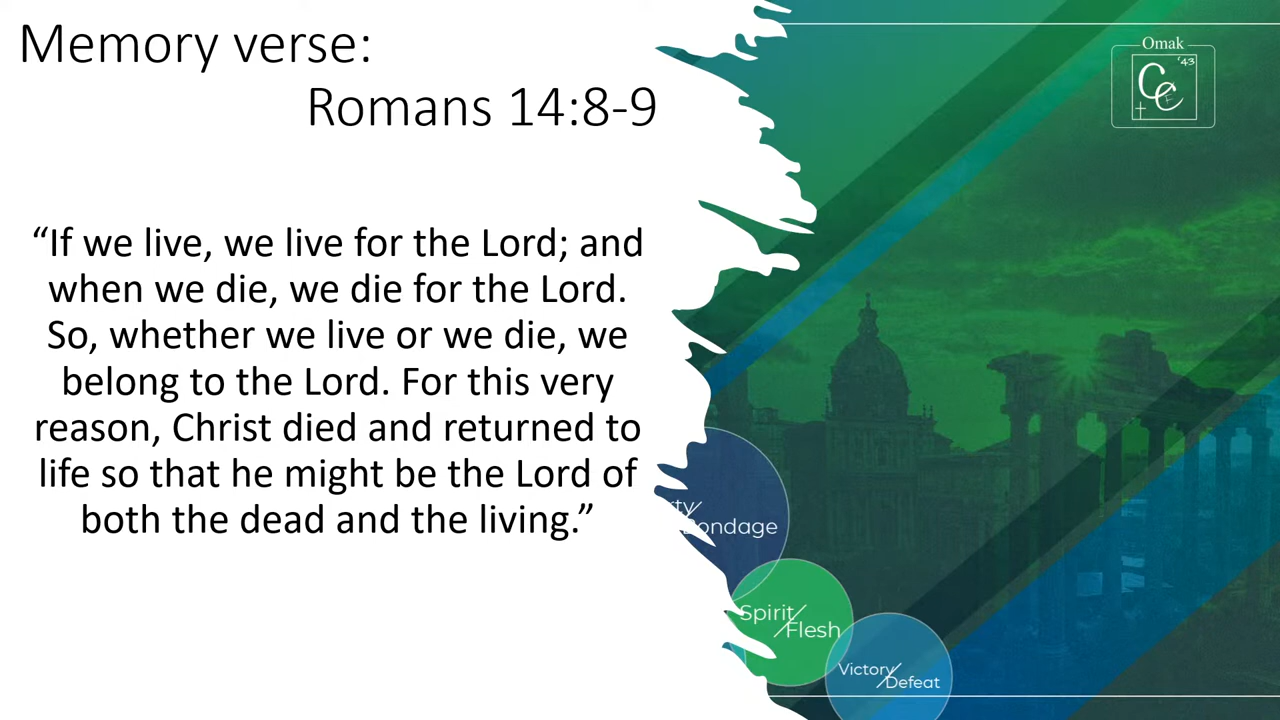 Memory verse:
Romans 14:8-9
“If we live, we live for the Lord; and
when we die, we die for the Lord.
So, whether we live or we die, we
belong to the Lord. For this very
reason, Christ died and returned to
life so that he might be the Lord of
both the dead and the living.”
Omak
'43
Spirit/
Flesh
Victory/
Defeat